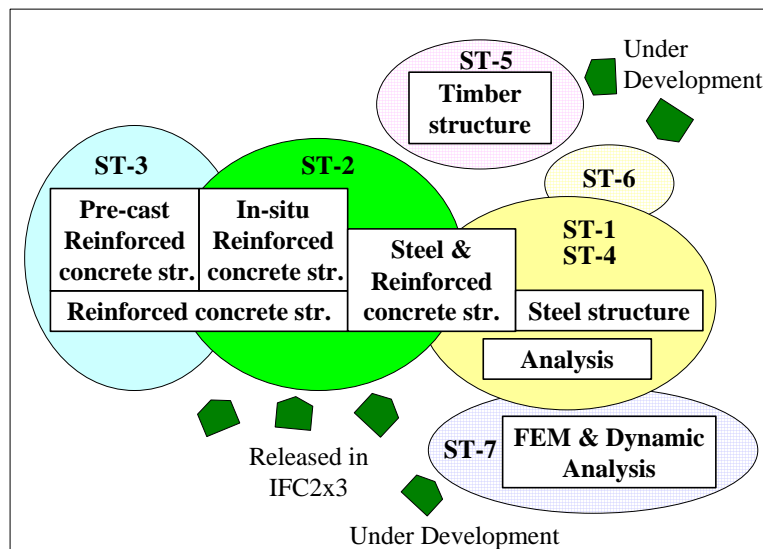 ST-5
Timber
structure
Under
Development
ST-3
ST-2
ST-6
Pre-cast
Reinforced
concrete str.
In-situ
Reinforced
concrete str.
Reinforced concrete str.
Steel &
Reinforced
concrete str.
ST-1
ST-4
Steel structure
Analysis
ST-7
FEM & Dynamic
Analysis
Released in
IFC2x3
Under Development